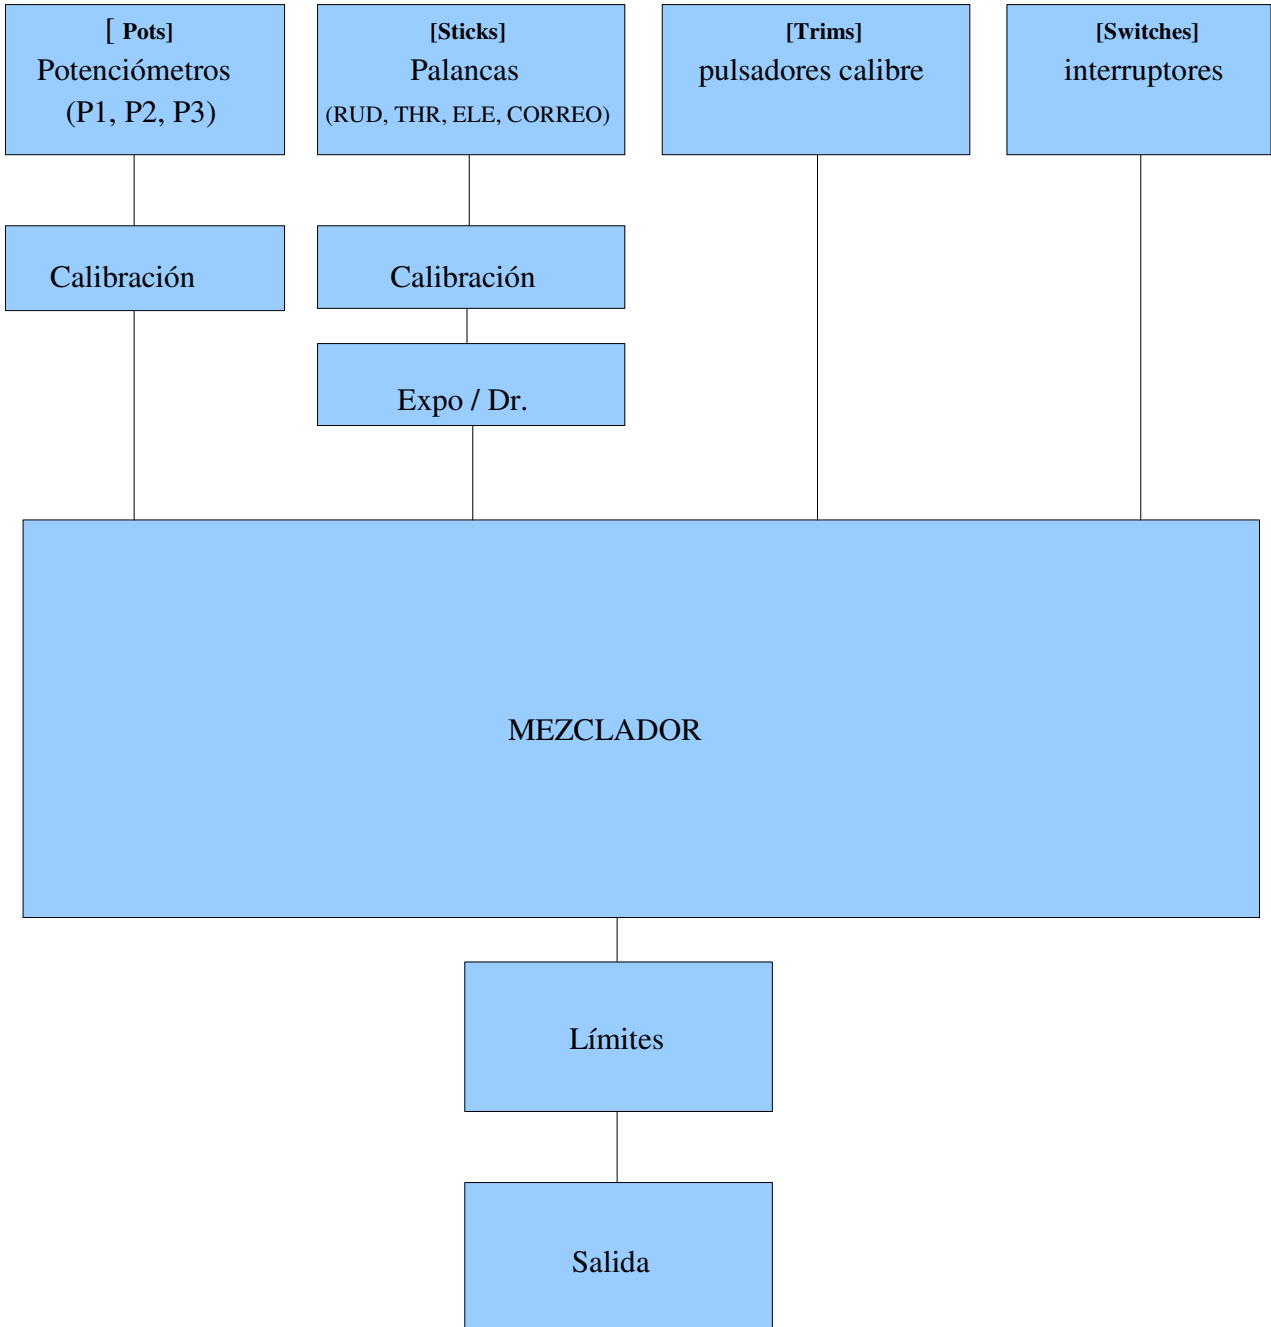 [ Pots]
Potenciómetros
(P1, P2, P3)
[Sticks]
Palancas
(RUD, THR, ELE, CORREO)
[Trims]
pulsadores calibre
[Switches]
interruptores
Calibración
Calibración
Expo / Dr.
MEZCLADOR
Límites
Salida